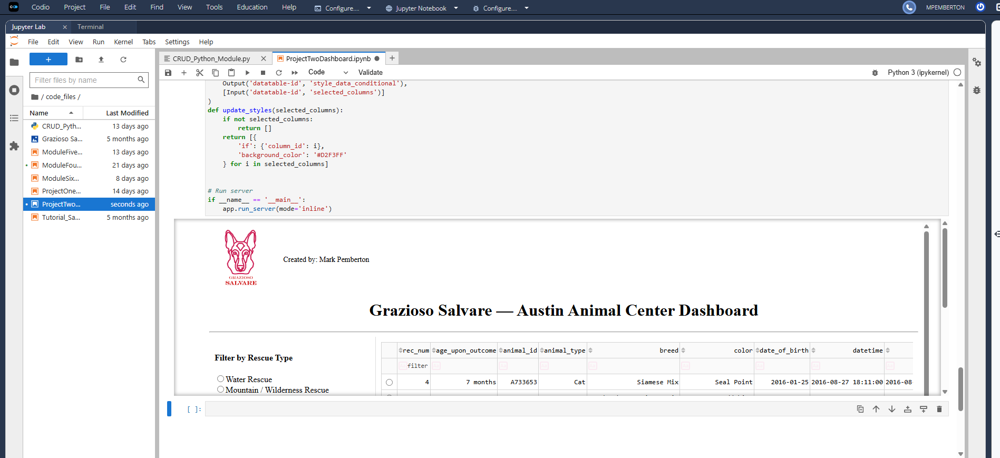 Codio Project File Edit Find View Tools Education Help Configure.... Jupyter Notebook Configure.... MPEMBERTON
Jupyter Lab Terminal
File Edit View Run Kernel Tabs Settings Help
CRUD_Python_Module.py ProjectTwoDashboard.ipynb
Code Validate Python 3 (ipykernel)
Filter files by name
/ code_files /
Name Last Modified
CRUD_Pyth... 13 days ago
Grazioso Sa... 5 months ago
ModuleFive... 13 days ago
ModuleFou... 21 days ago
ModuleSix... 8 days ago
ProjectOne... 14 days ago
ProjectTwo... seconds ago
Tutorial_Sa... 5 months ago
Output('datatable-id', 'style_data_conditional'),
[Input('datatable-id', 'selected_columns')]
)
def update_styles(selected_columns):
if not selected_columns:
return []
return [{
'if': {'column_id': i},
'background_color': '#D2F3FF'
} for i in selected_columns]
# Run server
if __name__ == '__main__':
app.run_server(mode='inline')
GRAZIOSO
SALVARE
Created by: Mark Pemberton
Grazioso Salvare — Austin Animal Center Dashboard
Filter by Rescue Type
Water Rescue
Mountain / Wilderness Rescue
rec_num age_upon_outcome animal_id animal_type breed color date_of_birth datetime
filter
4 7 months A733653 Cat Siamese Mix Seal Point 2016-01-25 2016-08-27 18:11:00 2016-08-
[ ]: